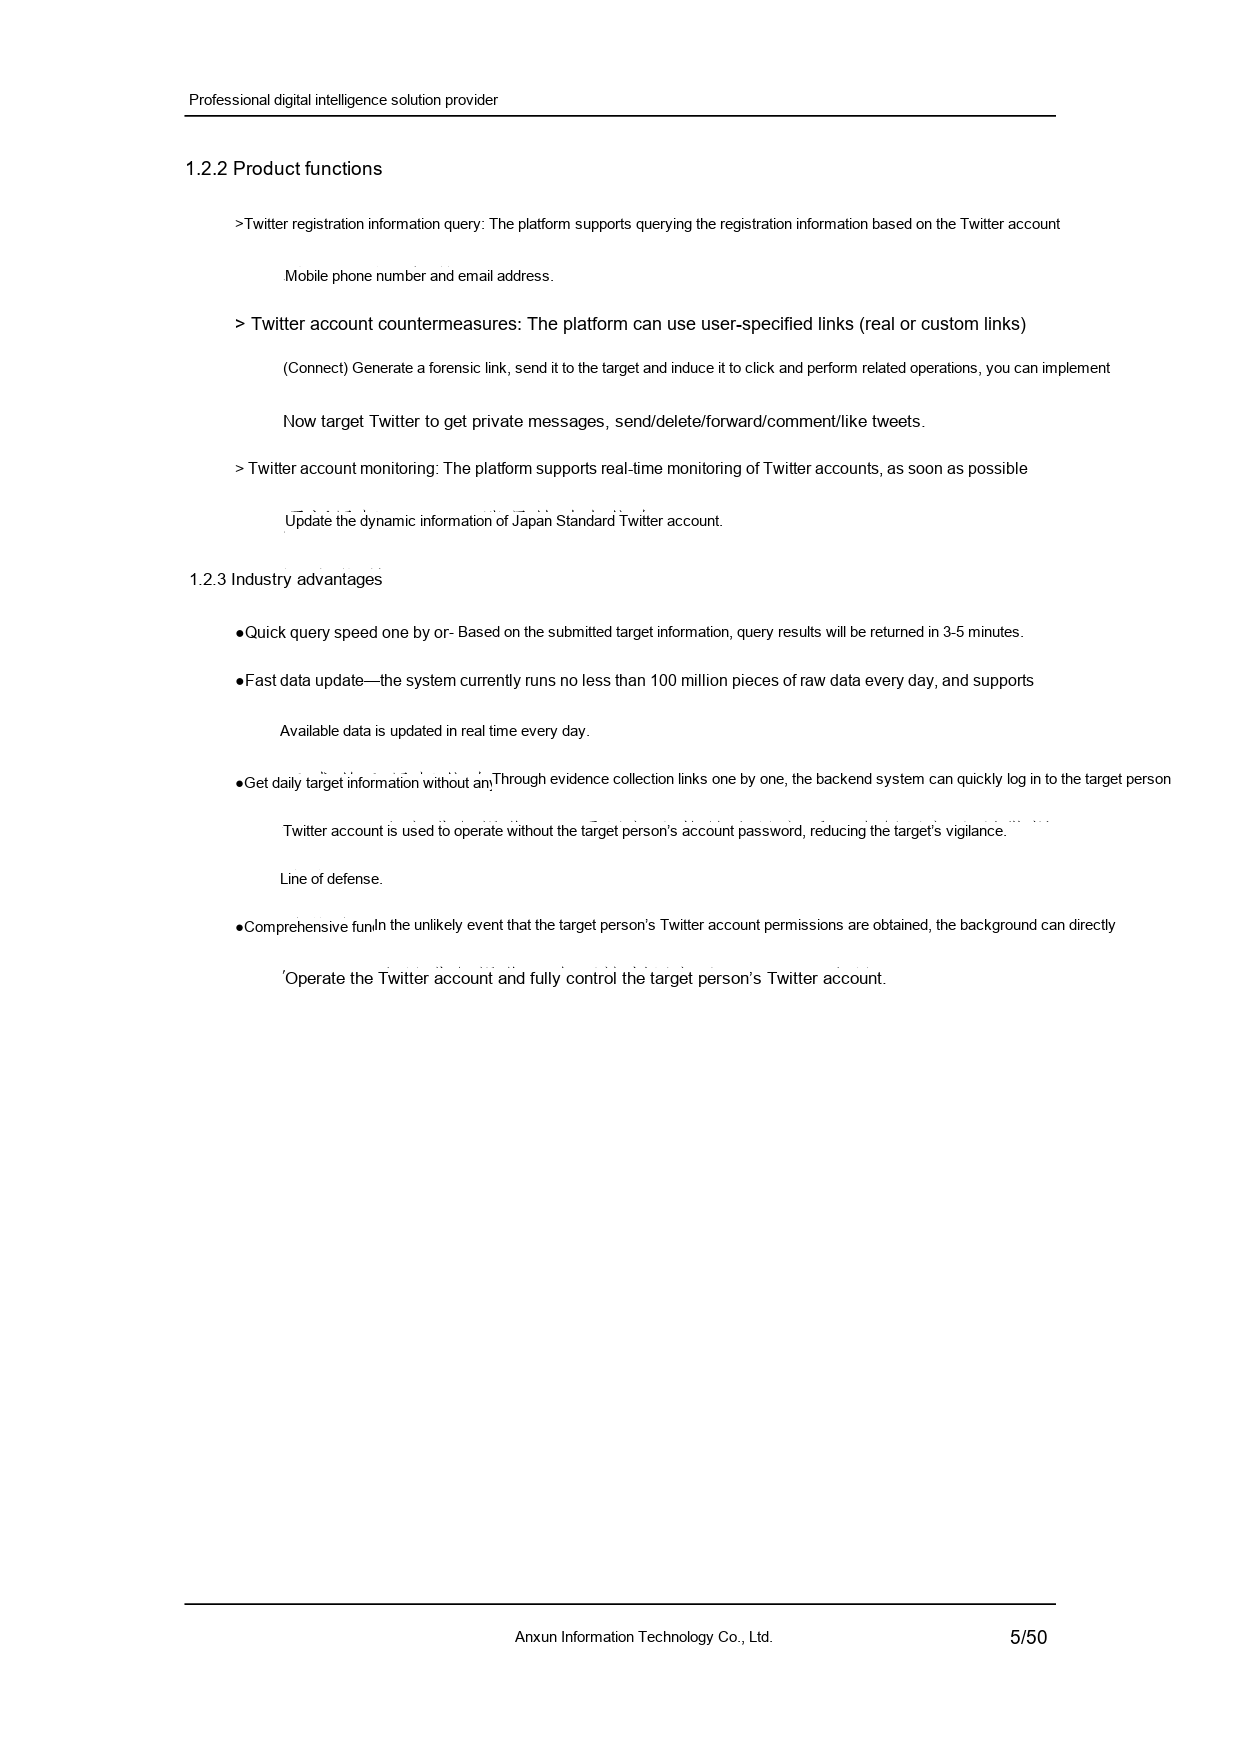 Professional digital intelligence solution provider
1.2.2 Product functions
>Twitter registration information query: The platform supports querying the registration information based on the Twitter account
Mobile phone number and email address.
> Twitter account countermeasures: The platform can use user-specified links (real or custom links)
(Connect) Generate a forensic link, send it to the target and induce it to click and perform related operations, you can implement
Now target Twitter to get private messages, send/delete/forward/comment/like tweets.
> Twitter account monitoring: The platform supports real-time monitoring of Twitter accounts, as soon as possible
Update the dynamic information of Japan Standard Twitter account.
1.2.3 Industry advantages
●Quick query speed one by or- Based on the submitted target information, query results will be returned in 3-5 minutes.
●Fast data update—the system currently runs no less than 100 million pieces of raw data every day, and supports
Available data is updated in real time every day.
●Get daily target information without any Through evidence collection links one by one, the backend system can quickly log in to the target person
Twitter account is used to operate without the target person’s account password, reducing the target’s vigilance.
Line of defense.
●Comprehensive fun In the unlikely event that the target person’s Twitter account permissions are obtained, the background can directly
Operate the Twitter account and fully control the target person’s Twitter account.
Anxun Information Technology Co., Ltd.
5/50